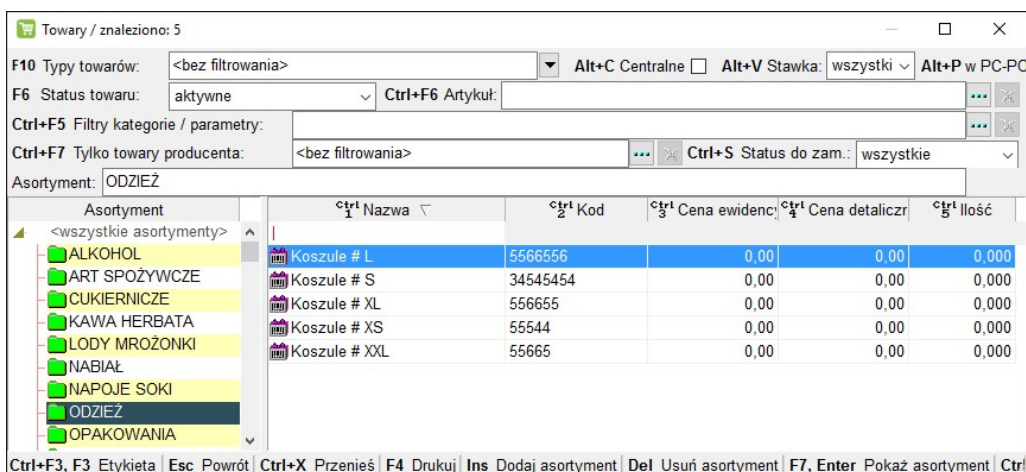 Towary / znaleziono: 5
F10 Typy towarów: <bez filtrowania> Alt+C Centralne Alt+V Stawka: wszystki Alt+P w PC-PO
F6 Status towaru: aktywne Ctrl+F6 Artykuł:
Ctrl+F5 Filtry kategorie / parametry:
Ctrl+F7 Tylko towary producenta: <bez filtrowania> Ctrl+S Status do zam.: wszystkie
Asortyment: ODZIEŻ
Asortyment Ctrl 1 Nazwa Ctrl 2 Kod Ctrl 3 Cena ewidency Ctrl 4 Cena detaliczr Ctrl 5 Ilość
<wszystkie asortymenty>
ALKOHOL Koszule # L 5566556 0,00 0,00 0,000
ART SPOŻYWCZE Koszule # S 34545454 0,00 0,00 0,000
CUKIERNICZE Koszule # XL 556655 0,00 0,00 0,000
KAWA HERBATA Koszule # XS 55544 0,00 0,00 0,000
LODY MROŻONKI Koszule # XXL 55665 0,00 0,00 0,000
NABIAŁ
NAPOJE SOKI
ODZIEŻ
OPAKOWANIA
Ctrl+F3, F3 Etykieta Esc Powrót Ctrl+X Przenieś F4 Drukuj Ins Dodaj asortyment Del Usuń asortyment F7, Enter Pokaż asortyment Ctrl